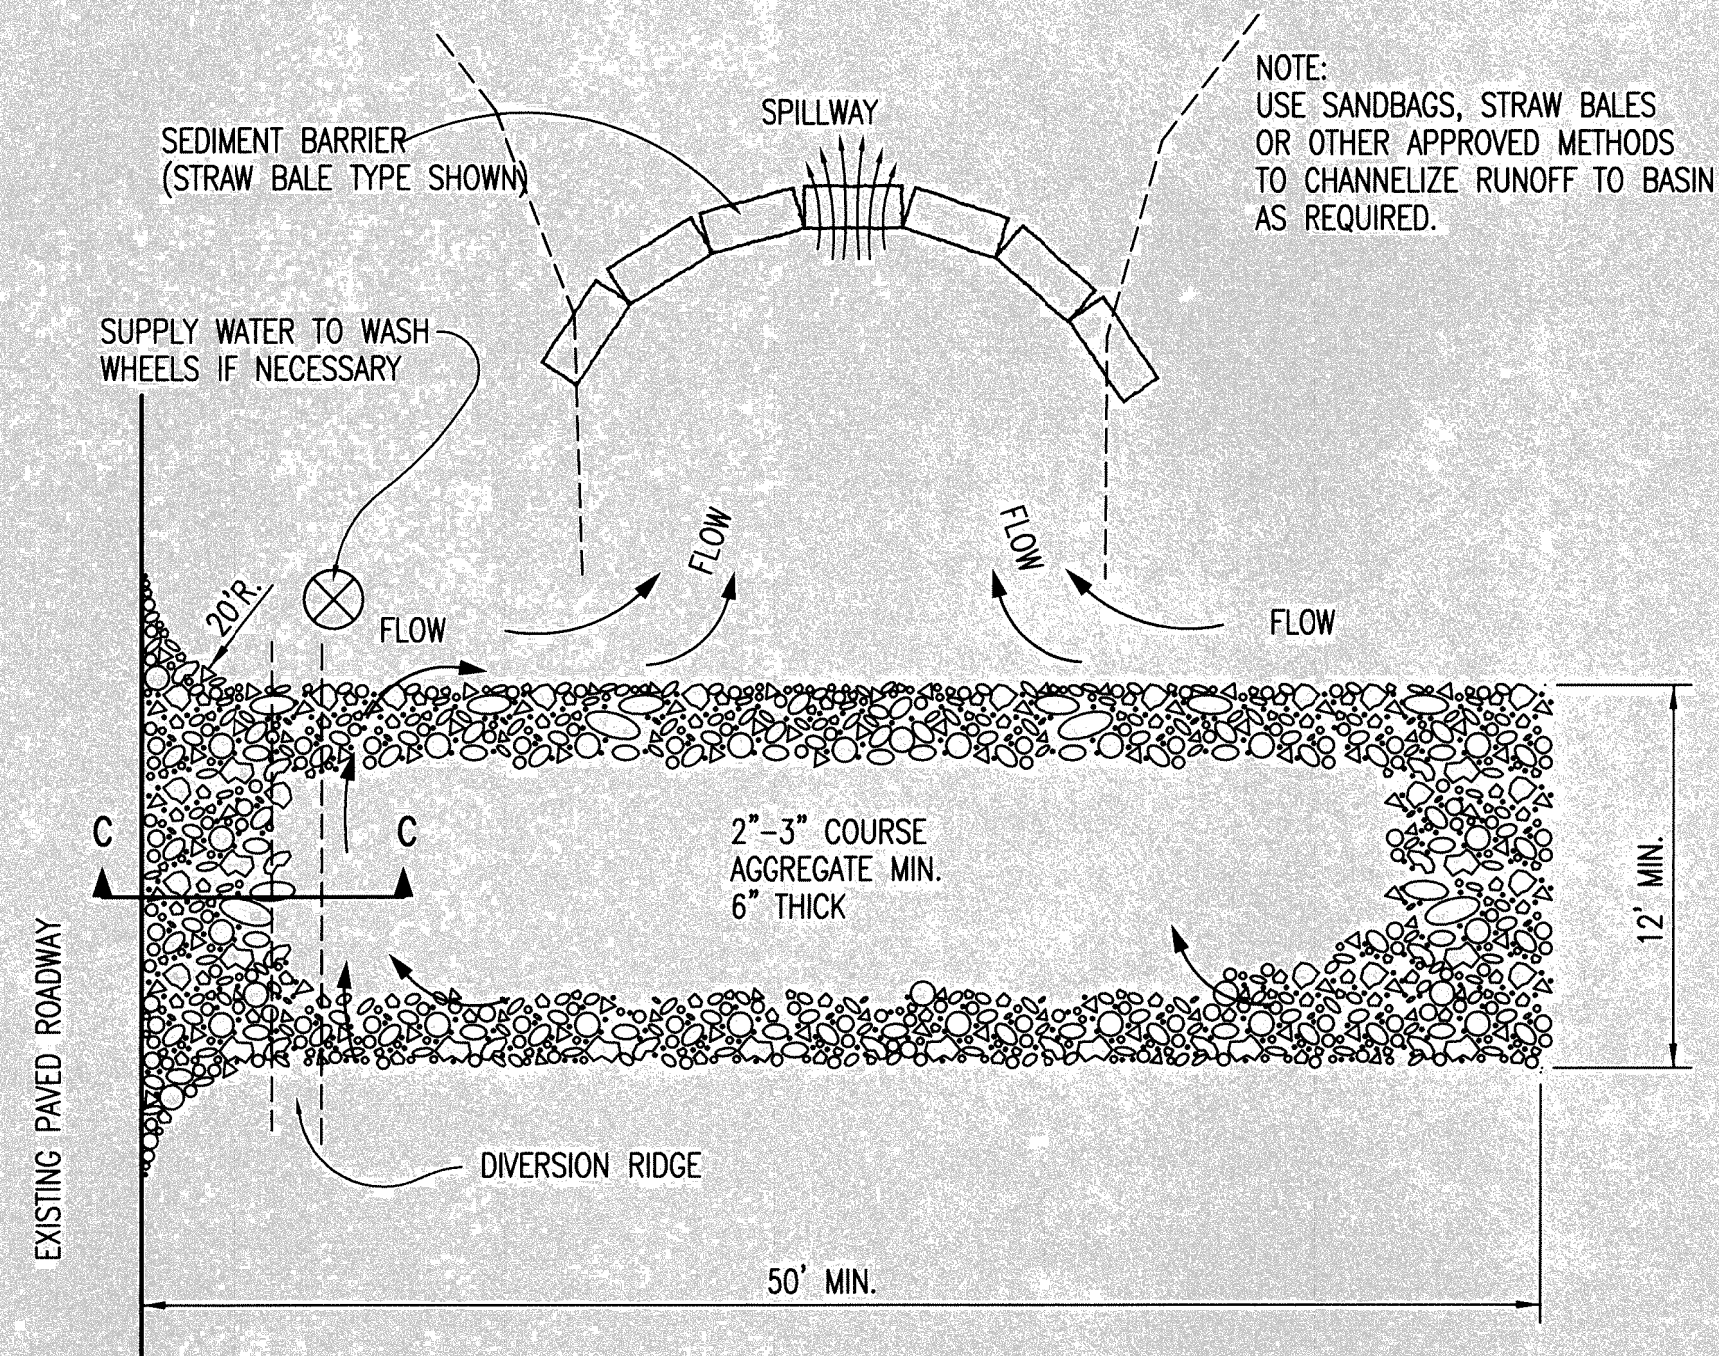 NOTE:
USE SANDBAGS, STRAW BALES
OR OTHER APPROVED METHODS
TO CHANNELIZE RUNOFF TO BASIN
AS REQUIRED.
SPILLWAY
SEDIMENT BARRIER
(STRAW BALE TYPE SHOWN)
SUPPLY WATER TO WASH
WHEELS IF NECESSARY
FLOW
FLOW
20'R.
FLOW
FLOW
C
C
2"-3" COURSE
AGGREGATE MIN.
6" THICK
12' MIN.
EXISTING PAVED ROADWAY
DIVERSION RIDGE
50' MIN.